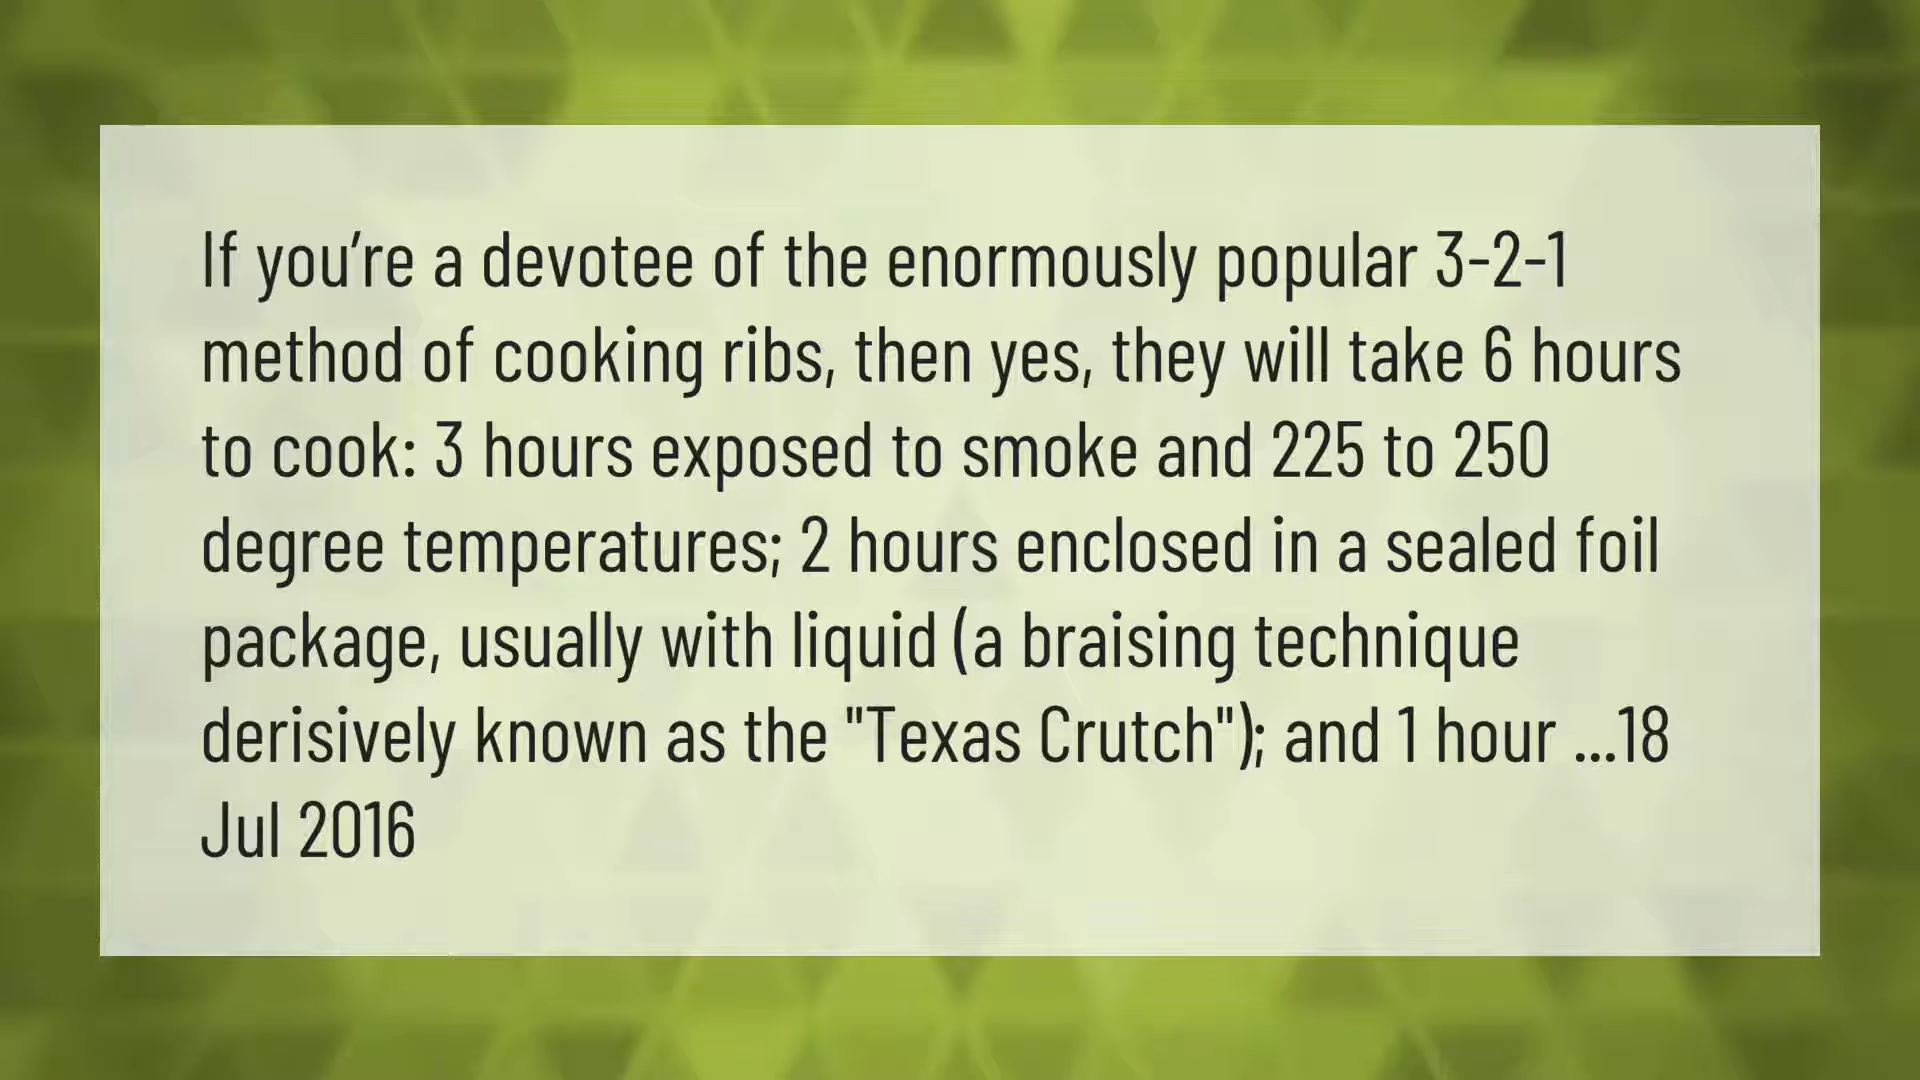 If you’re a devotee of the enormously popular 3-2-1
method of cooking ribs, then yes, they will take 6 hours
to cook: 3 hours exposed to smoke and 225 to 250
degree temperatures; 2 hours enclosed in a sealed foil
package, usually with liquid (a braising technique
derisively known as the "Texas Crutch"); and 1 hour ...18
Jul 2016